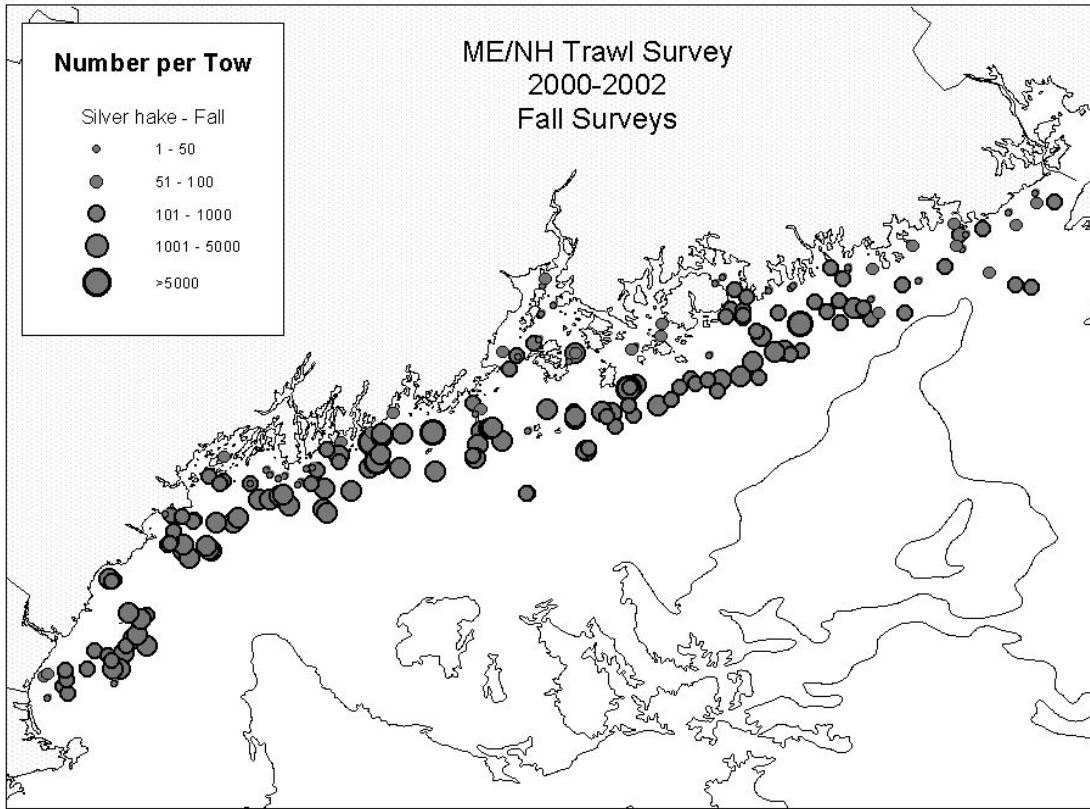 Number per Tow
Silver hake - Fall
1 - 50
51 - 100
101 - 1000
1001 - 5000
>5000
ME/NH Trawl Survey
2000-2002
Fall Surveys